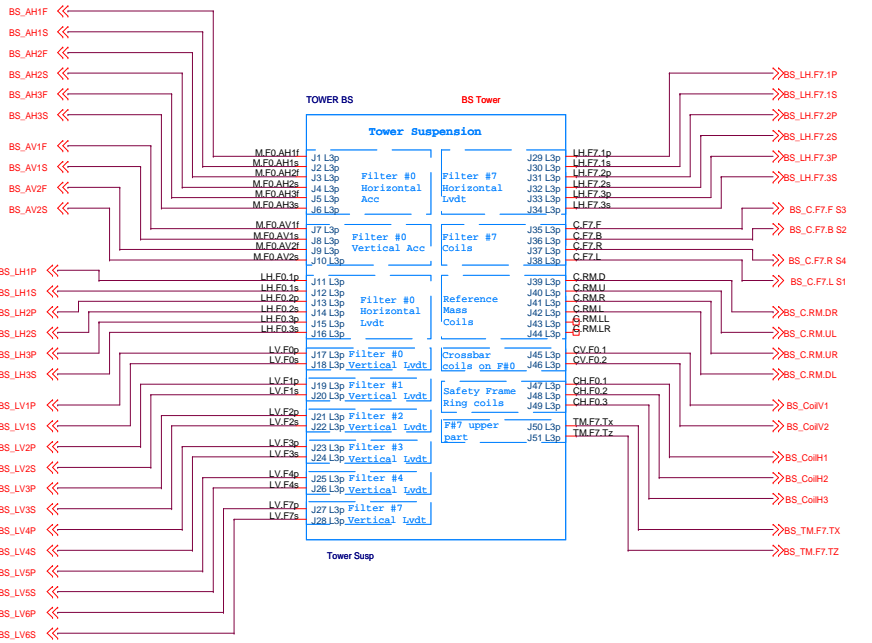 BS_AH1F
BS_AH1S
BS_AH2F
BS_AH2S
BS_AH3F
BS_AH3S
BS_AV1F
BS_AV1S
BS_AV2F
BS_AV2S
BS_LH1P
BS_LH1S
BS_LH2P
BS_LH2S
BS_LH3P
BS_LH3S
BS_LV1P
BS_LV1S
BS_LV2P
BS_LV2S
BS_LV3P
BS_LV3S
BS_LV4P
BS_LV4S
BS_LV5P
BS_LV5S
BS_LV6P
BS_LV6S
TOWER BS
BS Tower
Tower Suspension
M.F0.AH1f J1 L3p
M.F0.AH1s J2 L3p
M.F0.AH2f J3 L3p
M.F0.AH2s J4 L3p
M.F0.AH3f J5 L3p
M.F0.AH3s J6 L3p
Filter #0
Horizontal
Acc
M.F0.AV1f J7 L3p
M.F0.AV1s J8 L3p
M.F0.AV2f J9 L3p
M.F0.AV2s J10 L3p
Filter #0
Vertical Acc
LH.F0.1p J11 L3p
LH.F0.1s J12 L3p
LH.F0.2p J13 L3p
LH.F0.2s J14 L3p
LH.F0.3p J15 L3p
LH.F0.3s J16 L3p
Filter #0
Horizontal
Lvdt
LV.F0p J17 L3p Filter #0
LV.F0s J18 L3p Vertical Lvdt
LV.F1p J19 L3p Filter #1
LV.F1s J20 L3p Vertical Lvdt
LV.F2p J21 L3p Filter #2
LV.F2s J22 L3p Vertical Lvdt
LV.F3p J23 L3p Filter #3
LV.F3s J24 L3p Vertical Lvdt
LV.F4p J25 L3p Filter #4
LV.F4s J26 L3p Vertical Lvdt
LV.F7p J27 L3p Filter #7
LV.F7s J28 L3p Vertical Lvdt
Filter #7
Horizontal
Lvdt
J29 L3p LH.F7.1p
J30 L3p LH.F7.1s
J31 L3p LH.F7.2p
J32 L3p LH.F7.2s
J33 L3p LH.F7.3p
J34 L3p LH.F7.3s
Filter #7
Coils
J35 L3p C.F7.F
J36 L3p C.F7.B
J37 L3p C.F7.R
J38 L3p C.F7.L
Reference
Mass
Coils
J39 L3p C.RM.D
J40 L3p C.RM.U
J41 L3p C.RM.R
J42 L3p C.RM.L
J43 L3p C.RM.LL
J44 L3p C.RM.LR
Crossbar
coils on F#0
J45 L3p CV.F0.1
J46 L3p CV.F0.2
Safety Frame
Ring coils
J47 L3p CH.F0.1
J48 L3p CH.F0.2
J49 L3p CH.F0.3
F#7 upper
part
J50 L3p TM.F7.Tx
J51 L3p TM.F7.Tz
Tower Susp
BS_LH.F7.1P
BS_LH.F7.1S
BS_LH.F7.2P
BS_LH.F7.2S
BS_LH.F7.3P
BS_LH.F7.3S
BS_C.F7.F S3
BS_C.F7.B S2
BS_C.F7.R S4
BS_C.F7.L S1
BS_C.RM.DR
BS_C.RM.UL
BS_C.RM.UR
BS_C.RM.DL
BS_CoilV1
BS_CoilV2
BS_CoilH1
BS_CoilH2
BS_CoilH3
BS_TM.F7.TX
BS_TM.F7.TZ